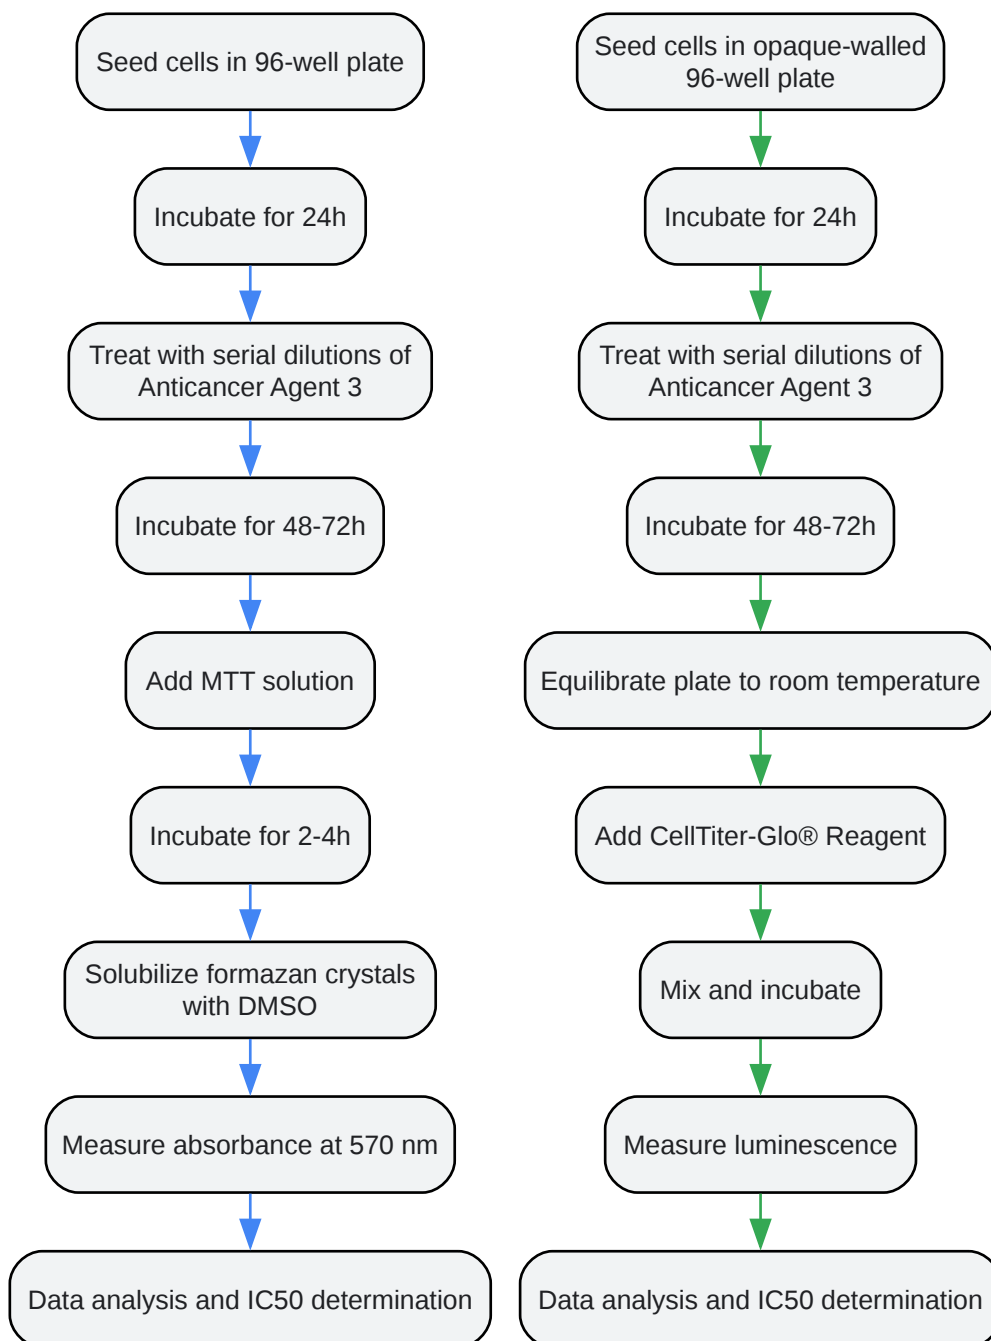 Seed cells in 96-well plate
Incubate for 24h
Treat with serial dilutions of
Anticancer Agent 3
Incubate for 48-72h
Add MTT solution
Incubate for 2-4h
Solubilize formazan crystals
with DMSO
Measure absorbance at 570 nm
Data analysis and IC50 determination
Seed cells in opaque-walled
96-well plate
Incubate for 24h
Treat with serial dilutions of
Anticancer Agent 3
Incubate for 48-72h
Equilibrate plate to room temperature
Add CellTiter-Glo® Reagent
Mix and incubate
Measure luminescence
Data analysis and IC50 determination